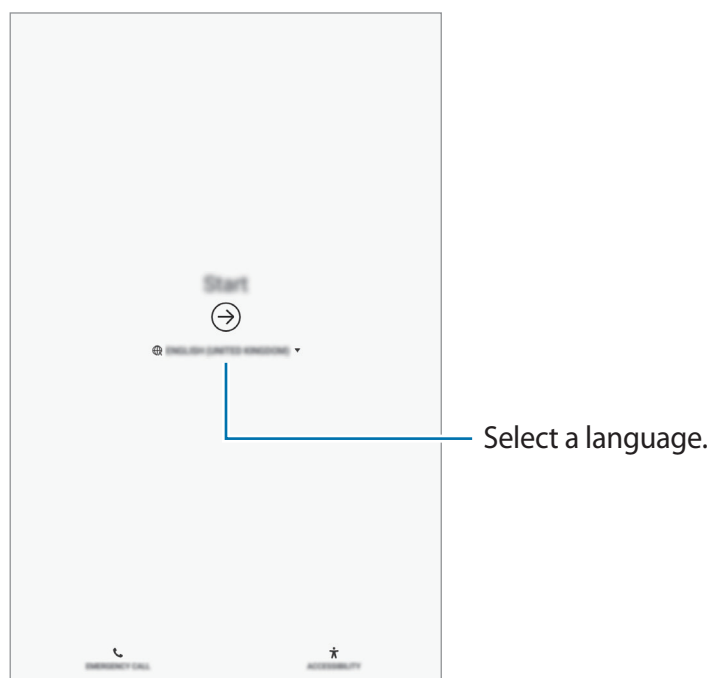 Start
ENGLISH (UNITED KINGDOM)
Select a language.
EMERGENCY CALL
ACCESSIBILITY